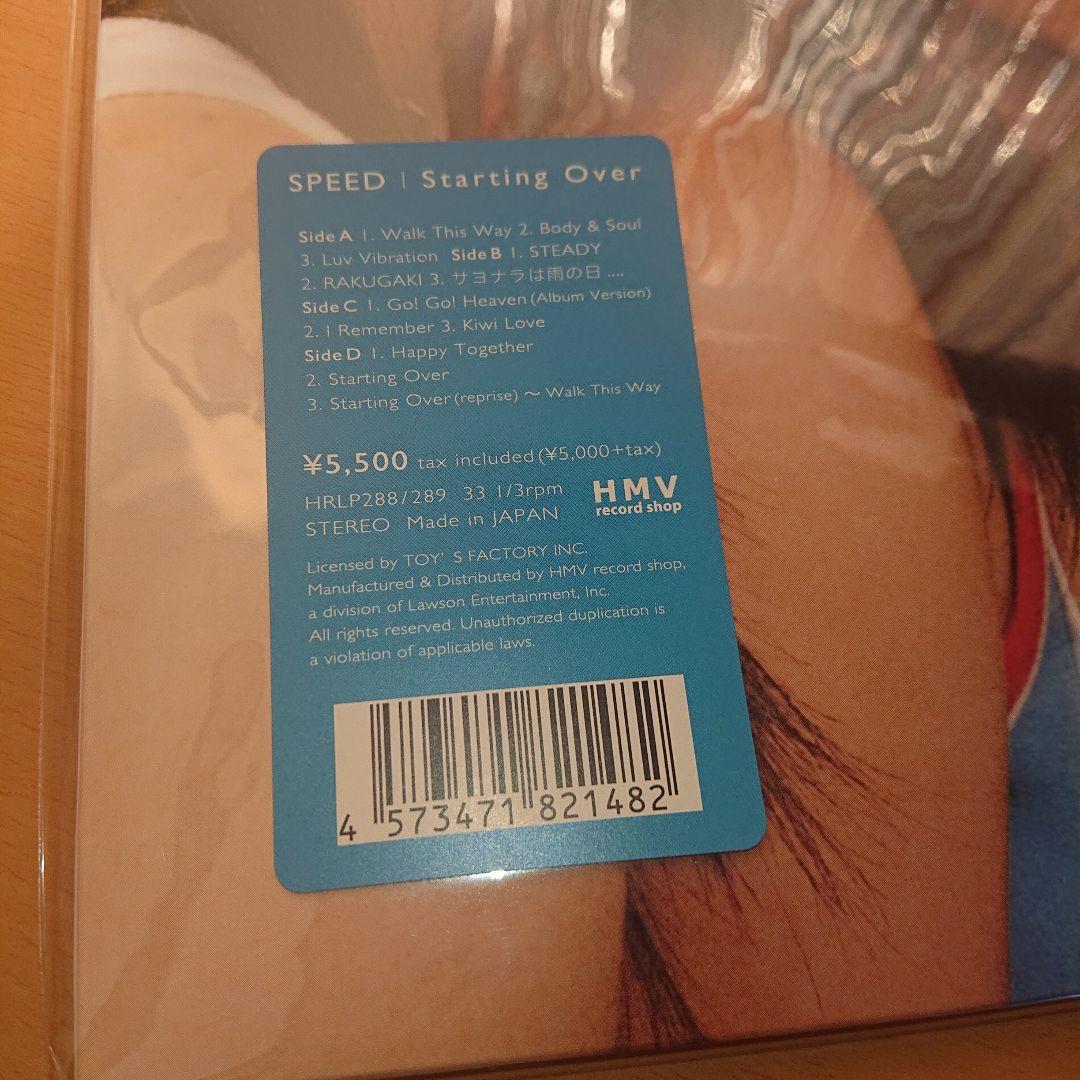 SPEED | Starting Over
Side A | 1. Walk This Way 2. Body & Soul
3. Luv Vibration Side B | 1. STEADY
2. RAKUGAKI 3. サヨナラは雨の日 ....
Side C | 1. Go! Go! Heaven (Album Version)
2. I Remember 3. Kiwi Love
Side D | 1. Happy Together
2. Starting Over
3. Starting Over (reprise) ~ Walk This Way
¥5,500 tax included (¥5,000+tax)
HRLP288/289 33 1/3rpm
STEREO Made in JAPAN
HMV
record shop
Licensed by TOY' S FACTORY INC.
Manufactured & Distributed by HMV record shop,
a division of Lawson Entertainment, Inc.
All rights reserved. Unauthorized duplication is
a violation of applicable laws.
4 573471 821482